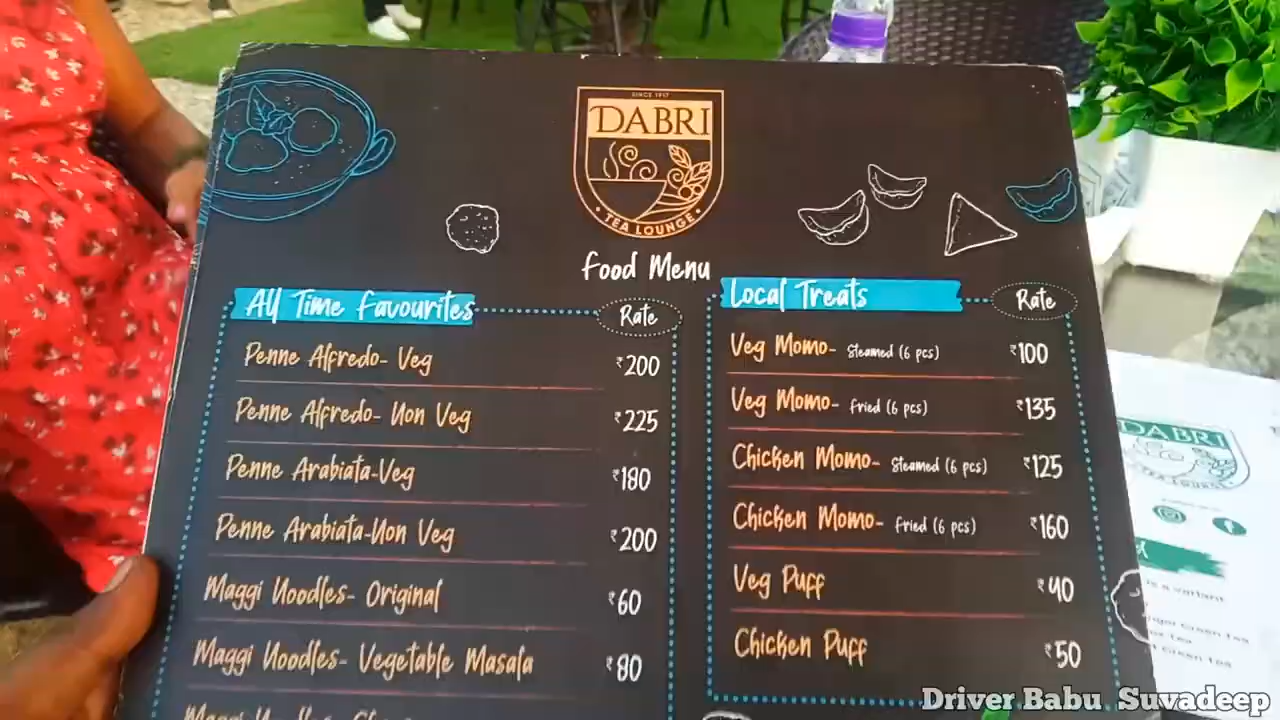 SINCE 1917
DABRI
TEA LOUNGE
Food Menu
All Time Favourites
Rate
Penne Alfredo- Veg ₹200
Penne Alfredo- Non Veg ₹225
Penne Arabiata-Veg ₹180
Penne Arabiata-Non Veg ₹200
Maggi Noodles- Original ₹60
Maggi Noodles- Vegetable Masala ₹80
Local Treats
Rate
Veg Momo- Steamed (6 pcs) ₹100
Veg Momo- Fried (6 pcs) ₹135
Chicken Momo- Steamed (6 pcs) ₹125
Chicken Momo- Fried (6 pcs) ₹160
Veg Puff ₹40
Chicken Puff ₹50
DABRI
Driver Babu Suvadeep